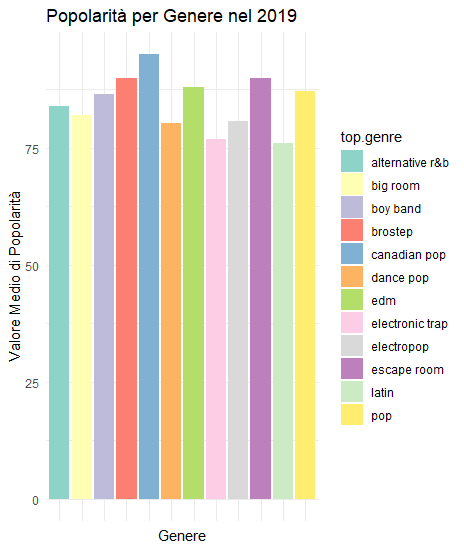 Popolarità per Genere nel 2019
Valore Medio di Popolarità
75
50
25
0
Genere
top.genre
alternative r&b
big room
boy band
brostep
canadian pop
dance pop
edm
electronic trap
electropop
escape room
latin
pop